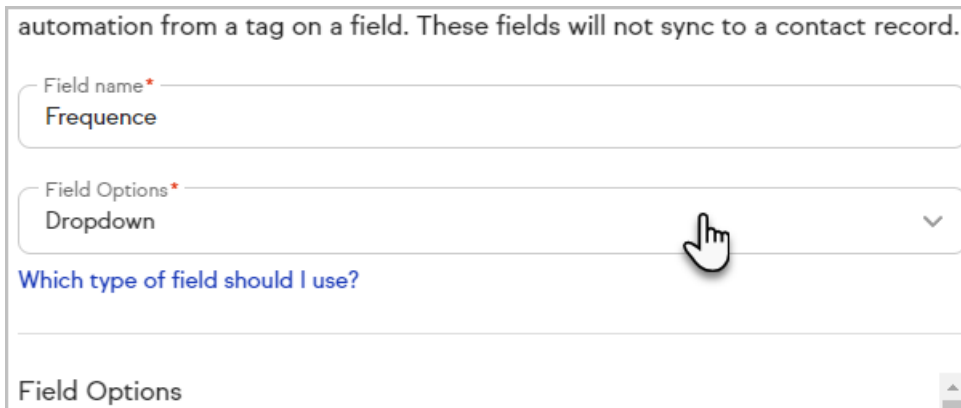 automation from a tag on a field. These fields will not sync to a contact record.
Field name*
Frequence
Field Options*
Dropdown
Which type of field should I use?
Field Options